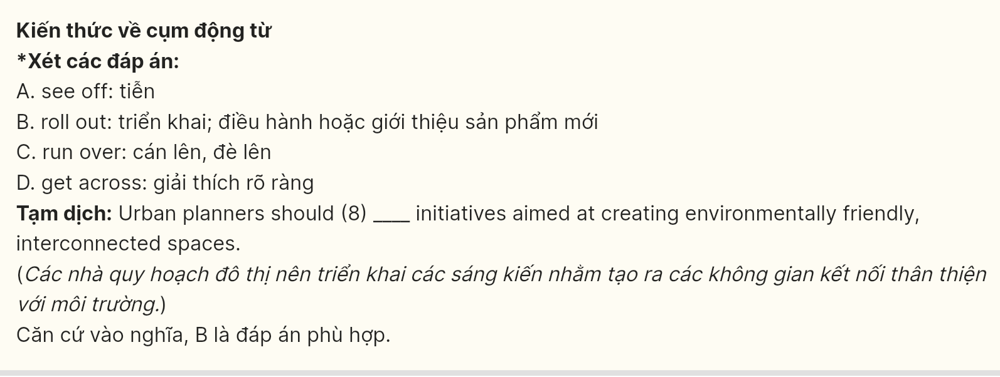 Kiến thức về cụm động từ
*Xét các đáp án:
A. see off: tiễn
B. roll out: triển khai; điều hành hoặc giới thiệu sản phẩm mới
C. run over: cán lên, đè lên
D. get across: giải thích rõ ràng
Tạm dịch: Urban planners should (8) ____ initiatives aimed at creating environmentally friendly,
interconnected spaces.
(Các nhà quy hoạch đô thị nên triển khai các sáng kiến nhằm tạo ra các không gian kết nối thân thiện
với môi trường.)
Căn cứ vào nghĩa, B là đáp án phù hợp.